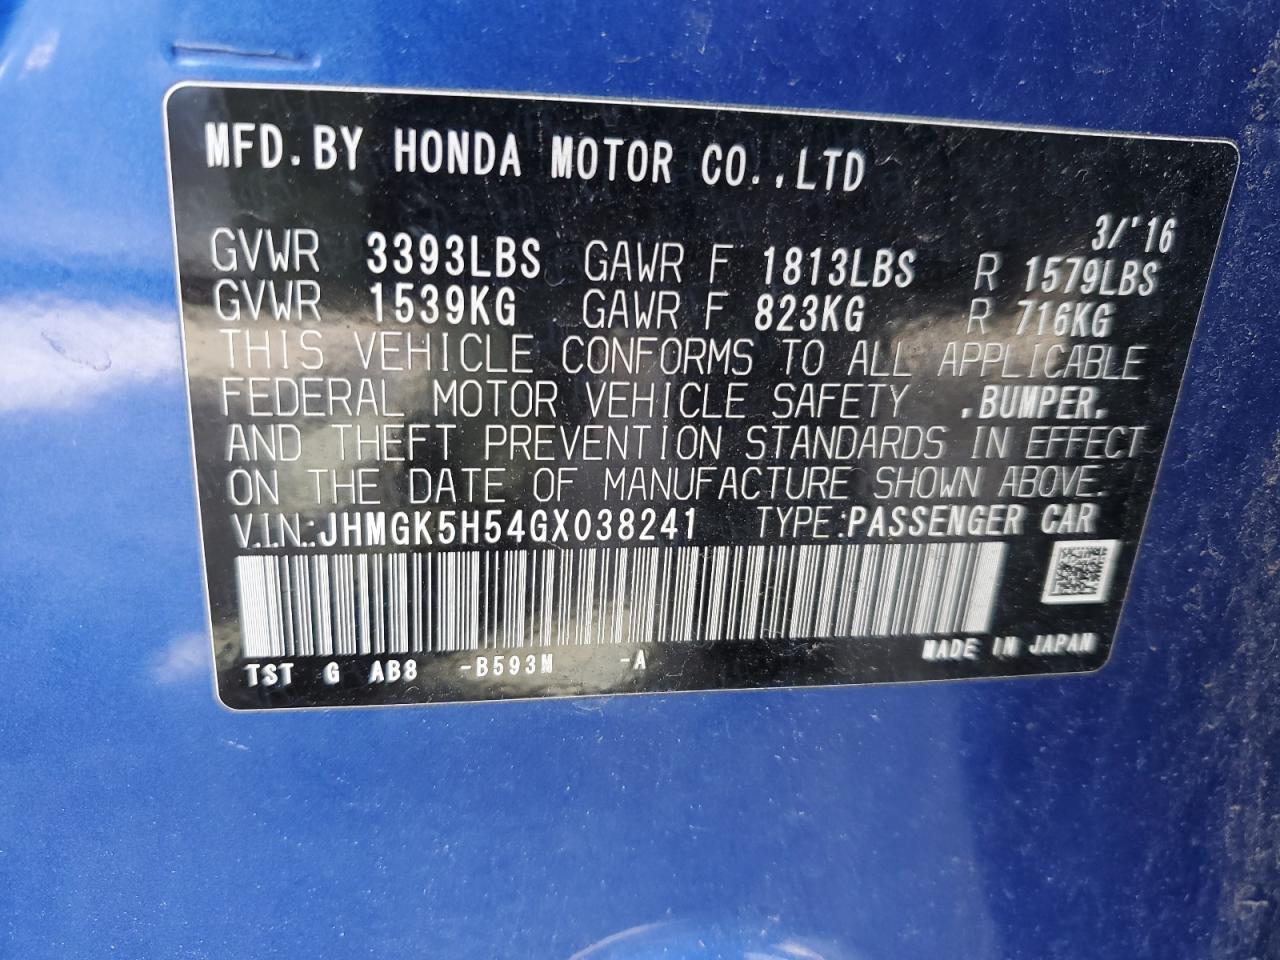 MFD.BY HONDA MOTOR CO.,LTD
3/'16
GVWR 3393LBS GAWR F 1813LBS R 1579LBS
GVWR 1539KG GAWR F 823KG R 716KG
THIS VEHICLE CONFORMS TO ALL APPLICABLE
FEDERAL MOTOR VEHICLE SAFETY .BUMPER.
AND THEFT PREVENTION STANDARDS IN EFFECT
ON THE DATE OF MANUFACTURE SHOWN ABOVE.
V.I.N.:JHMGK5H54GX038241 TYPE:PASSENGER CAR
TST G AB8 -B593M -A MADE IN JAPAN